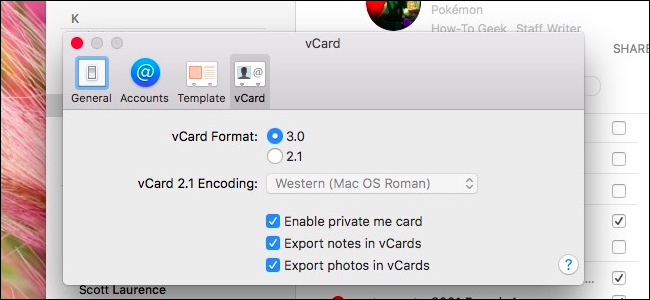 K
Pokémon
How-To Geek Staff Writer
vCard
SHARE
General Accounts Template vCard
vCard Format: 3.0
2.1
vCard 2.1 Encoding: Western (Mac OS Roman)
Enable private me card
Export notes in vCards
Export photos in vCards
?
Scott Laurence